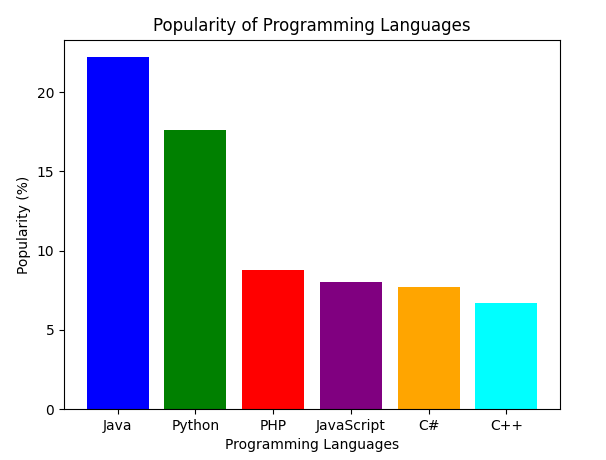 Popularity of Programming Languages
Popularity (%)
20
15
10
5
0
Java Python PHP JavaScript C# C++
Programming Languages